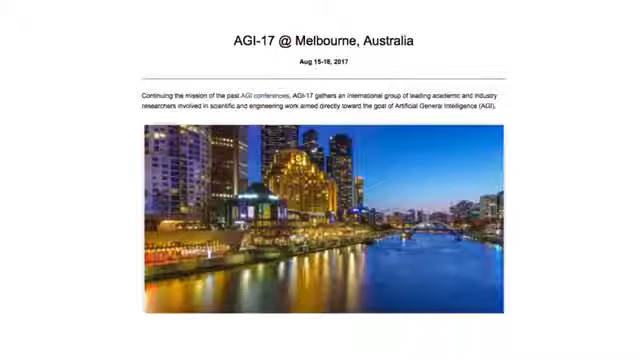 AGI-17 @ Melbourne, Australia
Aug 15-18, 2017
Continuing the mission of the past AGI conferences, AGI-17 gathers an international group of leading academic and industry
researchers involved in scientific and engineering work aimed directly toward the goal of Artificial General Intelligence (AGI).